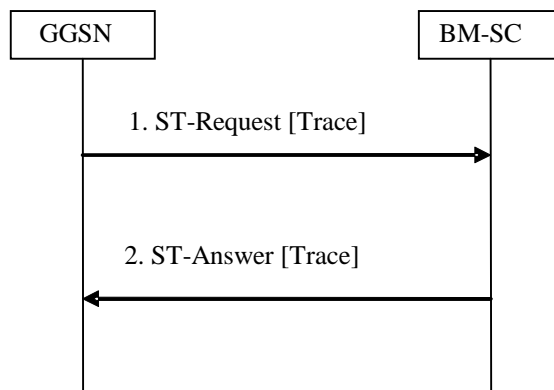 GGSN
BM-SC
1. ST-Request [Trace]
2. ST-Answer [Trace]